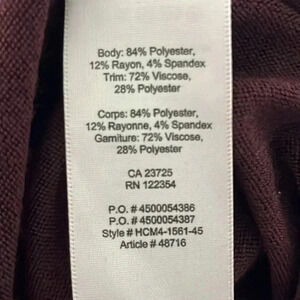 Body: 84% Polyester,
12% Rayon, 4% Spandex
Trim: 72% Viscose,
28% Polyester
Corps: 84% Polyester,
12% Rayonne, 4% Spandex
Garniture: 72% Viscose,
28% Polyester
CA 23725
RN 122354
P.O. # 4500054386
P.O. # 4500054387
Style # HCM4-1561-45
Article # 48716